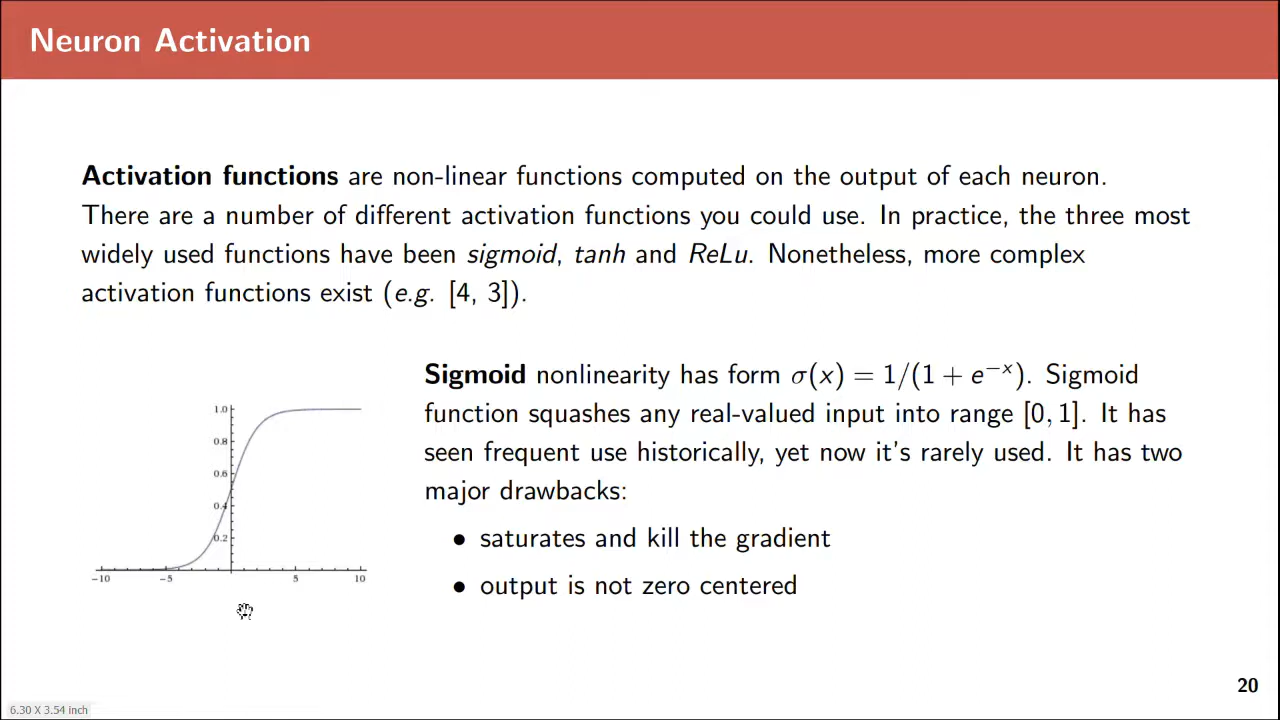 Neuron Activation
Activation functions are non-linear functions computed on the output of each neuron.
There are a number of different activation functions you could use. In practice, the three most
widely used functions have been sigmoid, tanh and ReLu. Nonetheless, more complex
activation functions exist (e.g. [4, 3]).
Sigmoid nonlinearity has form σ(x) = 1/(1 + e⁻ˣ). Sigmoid
function squashes any real-valued input into range [0, 1]. It has
seen frequent use historically, yet now it's rarely used. It has two
major drawbacks:
• saturates and kill the gradient
• output is not zero centered
1.0
0.8
0.6
0.4
0.2
-10 -5 5 10
20
6.30 X 3.54 inch